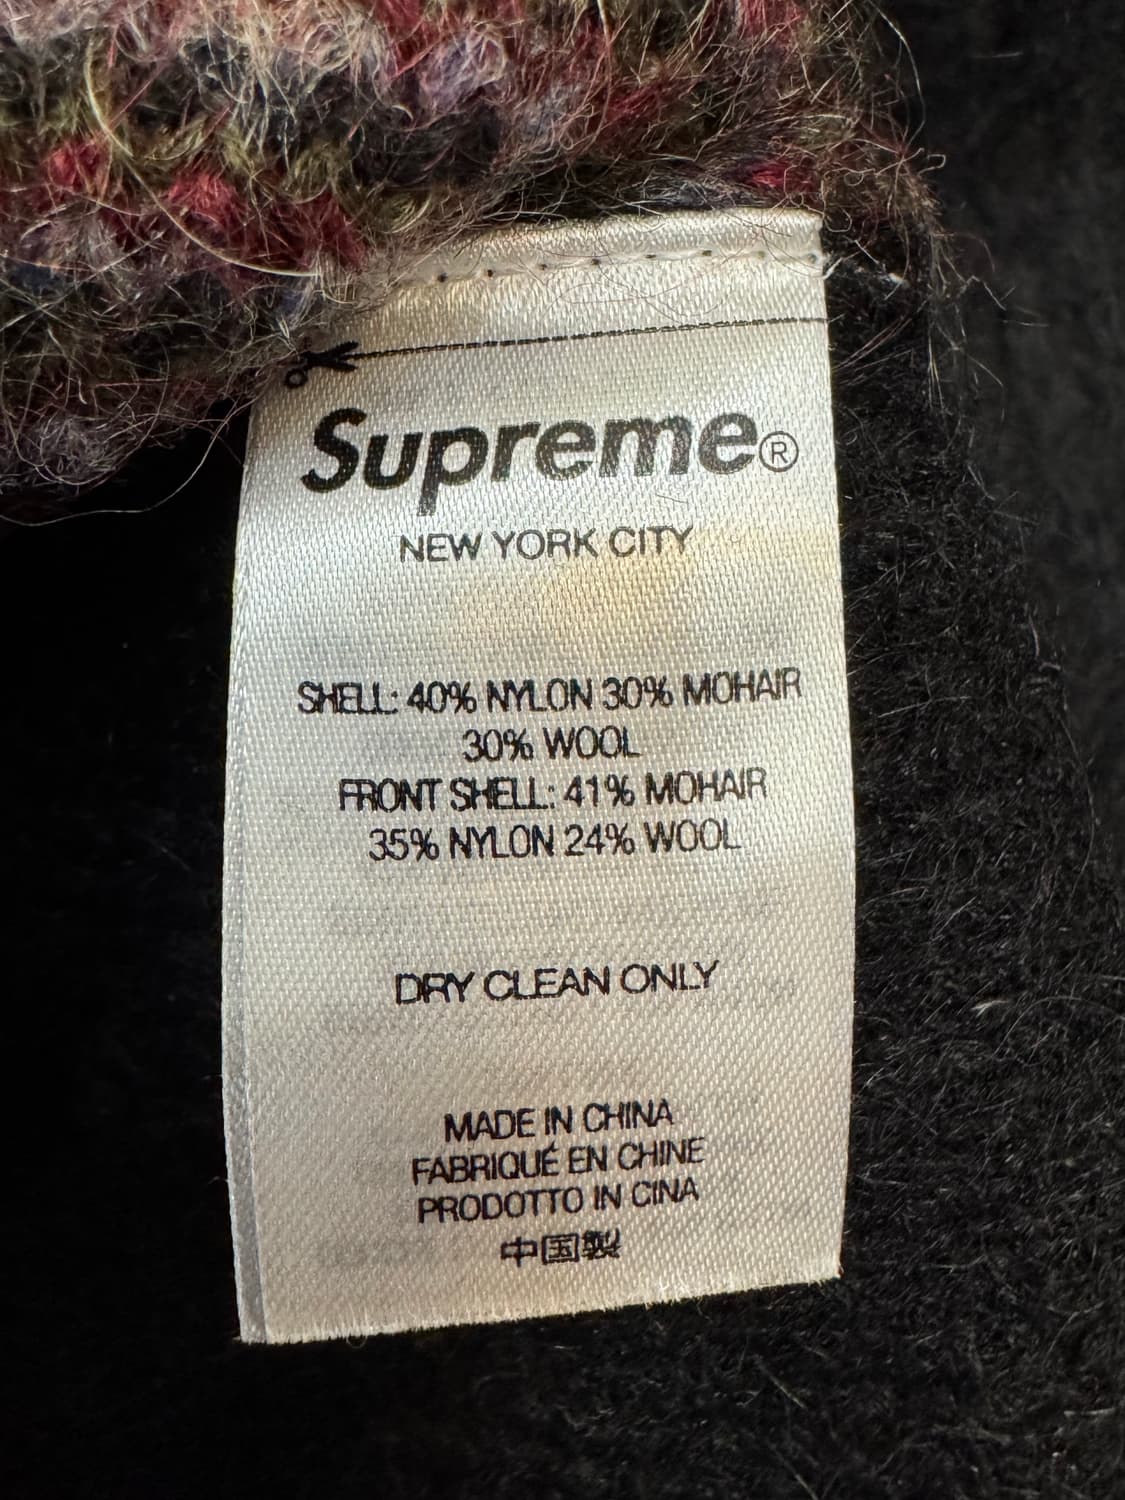 Supreme®
NEW YORK CITY
SHELL: 40% NYLON 30% MOHAIR
30% WOOL
FRONT SHELL: 41% MOHAIR
35% NYLON 24% WOOL
DRY CLEAN ONLY
MADE IN CHINA
FABRIQUÉ EN CHINE
PRODOTTO IN CINA
中国製